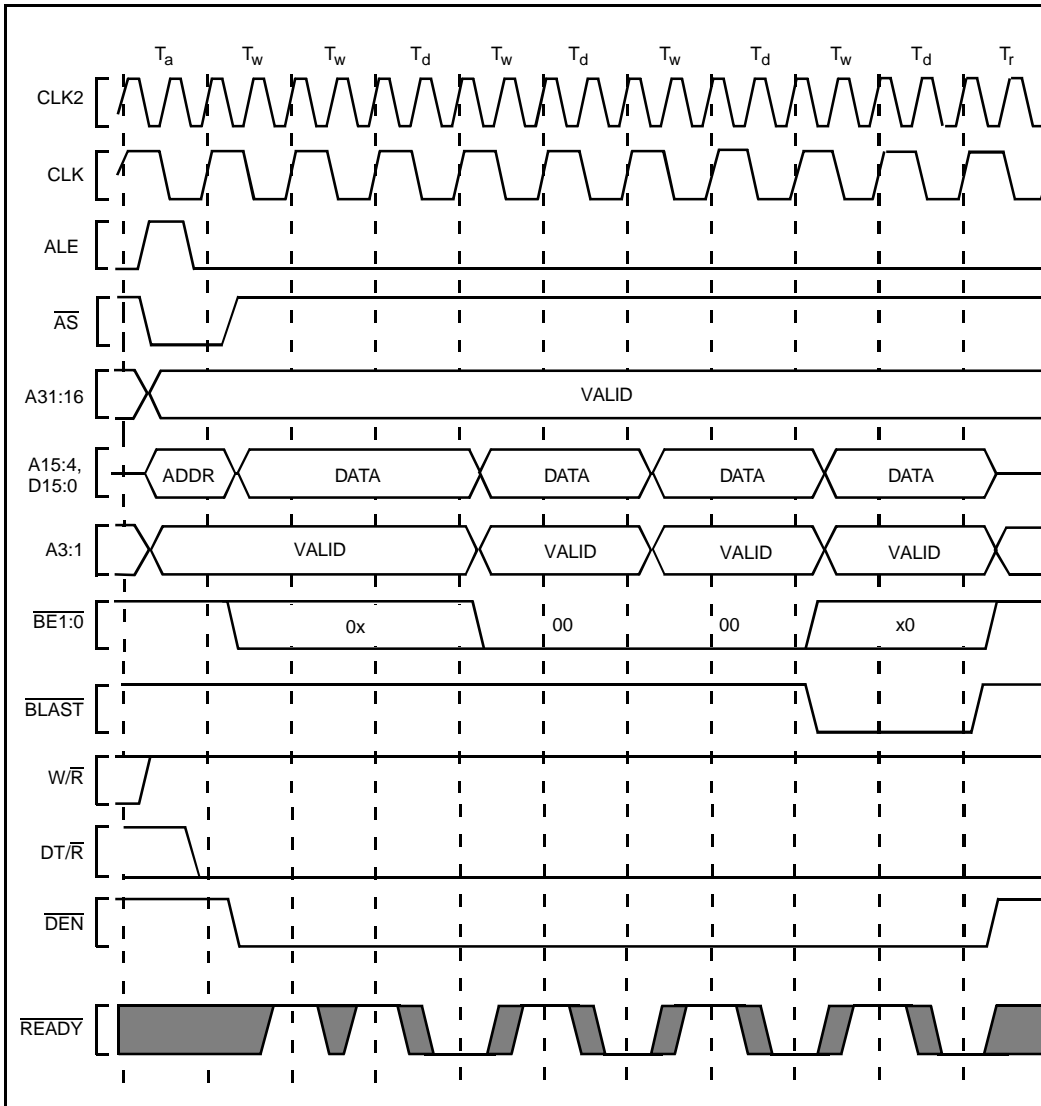 Ta Tw Tw Td Tw Td Tw Td Tw Td Tr
CLK2
CLK
ALE
AS
A31:16 VALID
A15:4,
D15:0 ADDR DATA DATA DATA DATA
A3:1 VALID VALID VALID VALID
BE1:0 0x 00 00 x0
BLAST
W/R
DT/R
DEN
READY